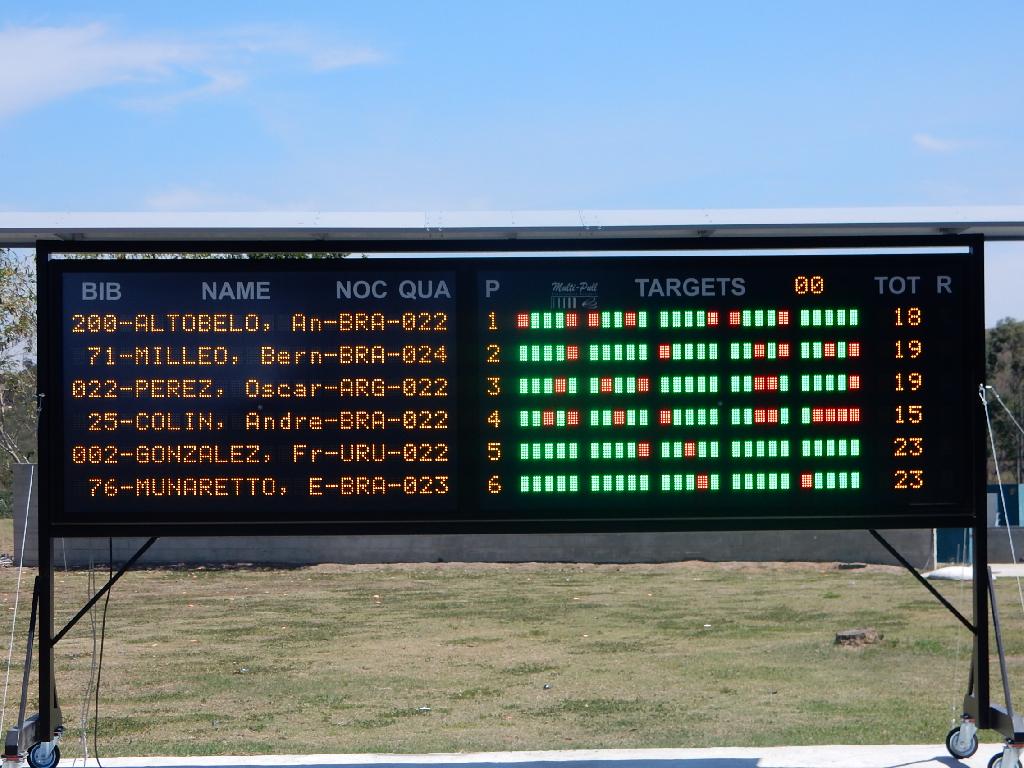 BIB NAME NOC QUA P Multi-Pull TARGETS 00 TOT R
200-ALTOBELO, An-BRA-022 1 18
71-MILLEO, Bern-BRA-024 2 19
022-PEREZ, Oscar-ARG-022 3 19
25-COLIN, Andre-BRA-022 4 15
002-GONZALEZ, Fr-URU-022 5 23
76-MUNARETTO, E-BRA-023 6 23